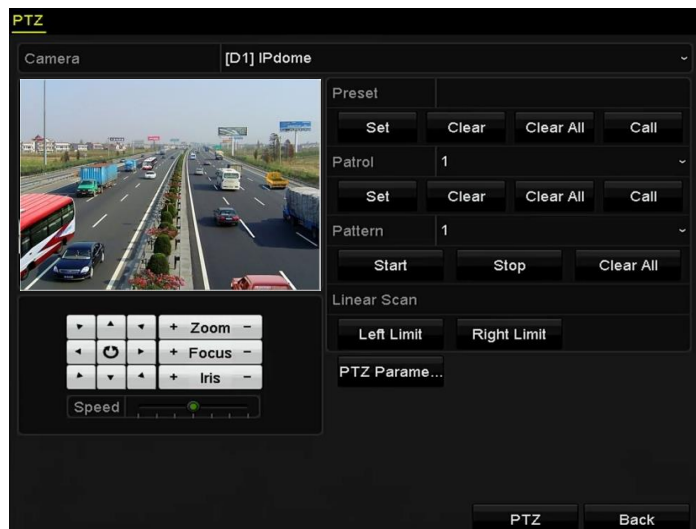 PTZ
Camera [D1] IPdome
Preset
Set Clear Clear All Call
Patrol 1
Set Clear Clear All Call
Pattern 1
Start Stop Clear All
Linear Scan
Left Limit Right Limit
PTZ Parame...
+ Zoom −
+ Focus −
+ Iris −
Speed
PTZ Back